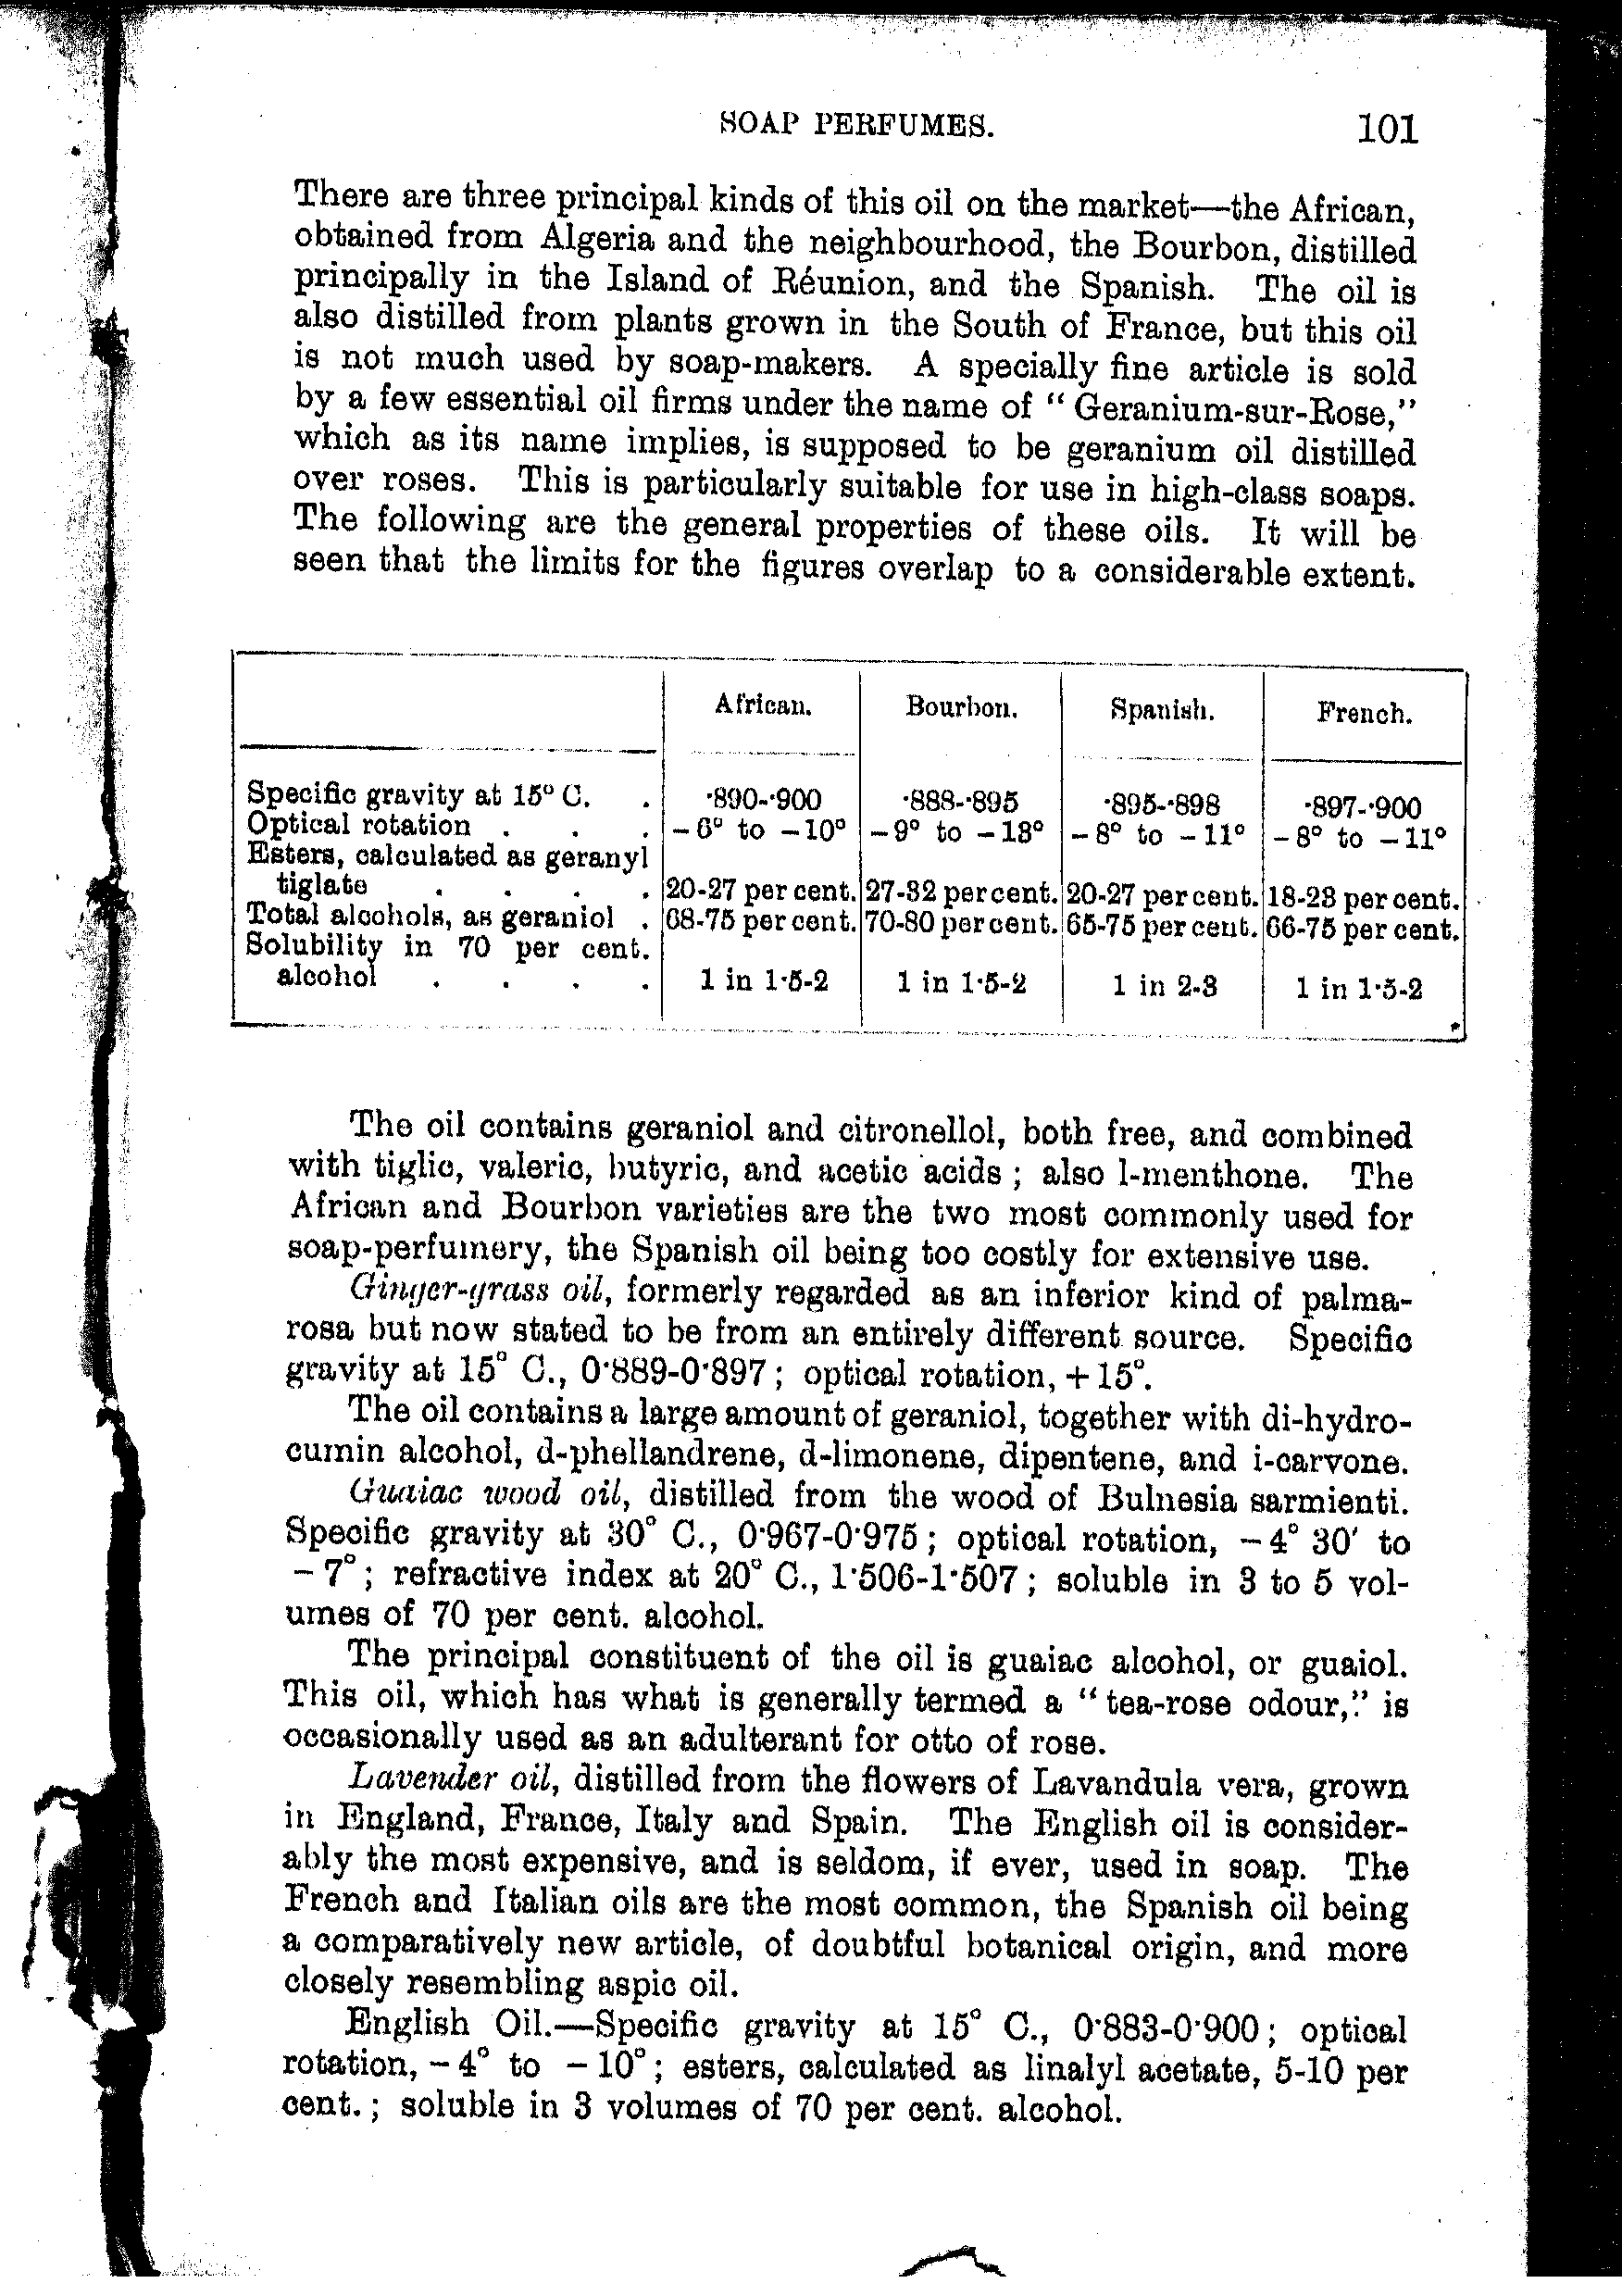 SOAP PERFUMES. 101
There are three principal kinds of this oil on the market—the African,
obtained from Algeria and the neighbourhood, the Bourbon, distilled
principally in the Island of Réunion, and the Spanish. The oil is
also distilled from plants grown in the South of France, but this oil
is not much used by soap-makers. A specially fine article is sold
by a few essential oil firms under the name of "Geranium-sur-Rose,"
which as its name implies, is supposed to be geranium oil distilled
over roses. This is particularly suitable for use in high-class soaps.
The following are the general properties of these oils. It will be
seen that the limits for the figures overlap to a considerable extent.
African. Bourbon. Spanish. French.
Specific gravity at 15° C. . ·890-·900 ·888-·895 ·895-·898 ·897-·900
Optical rotation . . . -6° to -10° -9° to -18° -8° to -11° -8° to -11°
Esters, calculated as geranyl
tiglate . . . . 20-27 per cent. 27-32 per cent. 20-27 per cent. 18-23 per cent.
Total alcohols, as geraniol . 68-75 per cent. 70-80 per cent. 65-75 per cent. 66-75 per cent.
Solubility in 70 per cent.
alcohol . . . . 1 in 1·5-2 1 in 1·5-2 1 in 2-3 1 in 1·5-2
The oil contains geraniol and citronellol, both free, and combined
with tiglic, valeric, butyric, and acetic acids ; also l-menthone. The
African and Bourbon varieties are the two most commonly used for
soap-perfumery, the Spanish oil being too costly for extensive use.
Ginger-grass oil, formerly regarded as an inferior kind of palma-
rosa but now stated to be from an entirely different source. Specific
gravity at 15° C., 0·889-0·897 ; optical rotation, +15°.
The oil contains a large amount of geraniol, together with di-hydro-
cumin alcohol, d-phellandrene, d-limonene, dipentene, and i-carvone.
Guaiac wood oil, distilled from the wood of Bulnesia sarmienti.
Specific gravity at 30° C., 0·967-0·975 ; optical rotation, -4° 30′ to
-7° ; refractive index at 20° C., 1·506-1·507 ; soluble in 3 to 5 vol-
umes of 70 per cent. alcohol.
The principal constituent of the oil is guaiac alcohol, or guaiol.
This oil, which has what is generally termed a "tea-rose odour," is
occasionally used as an adulterant for otto of rose.
Lavender oil, distilled from the flowers of Lavandula vera, grown
in England, France, Italy and Spain. The English oil is consider-
ably the most expensive, and is seldom, if ever, used in soap. The
French and Italian oils are the most common, the Spanish oil being
a comparatively new article, of doubtful botanical origin, and more
closely resembling aspic oil.
English Oil.—Specific gravity at 15° C., 0·883-0·900 ; optical
rotation, -4° to -10° ; esters, calculated as linalyl acetate, 5-10 per
cent. ; soluble in 3 volumes of 70 per cent. alcohol.